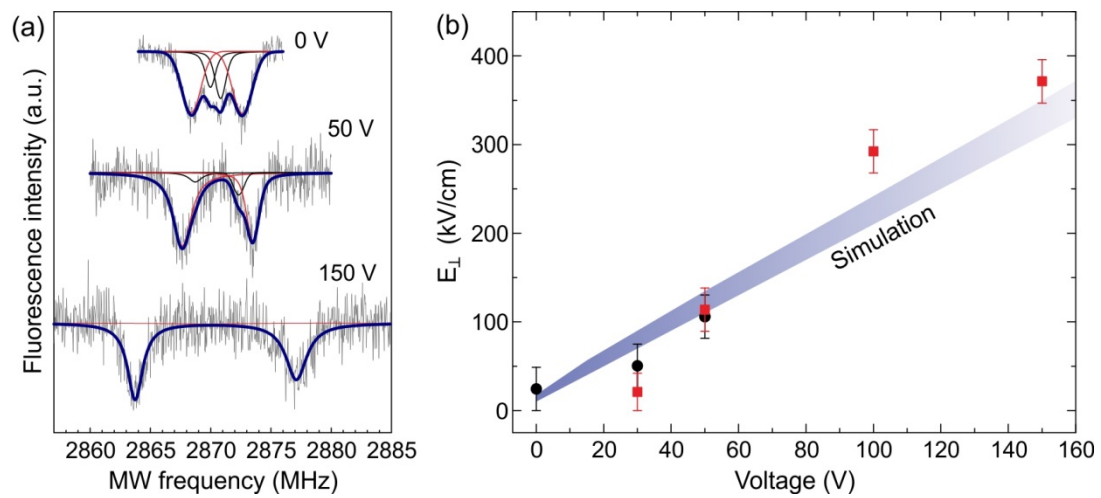 (a)
0 V
50 V
150 V
Fluorescence intensity (a.u.)
2860 2865 2870 2875 2880 2885
MW frequency (MHz)
(b)
400
300
200
100
0
E⊥ (kV/cm)
Simulation
0 20 40 60 80 100 120 140 160
Voltage (V)